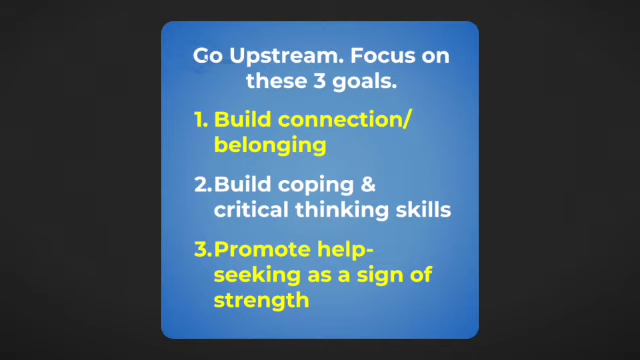 Go Upstream. Focus on
these 3 goals.
1. Build connection/
belonging
2.Build coping &
critical thinking skills
3.Promote help-
seeking as a sign of
strength